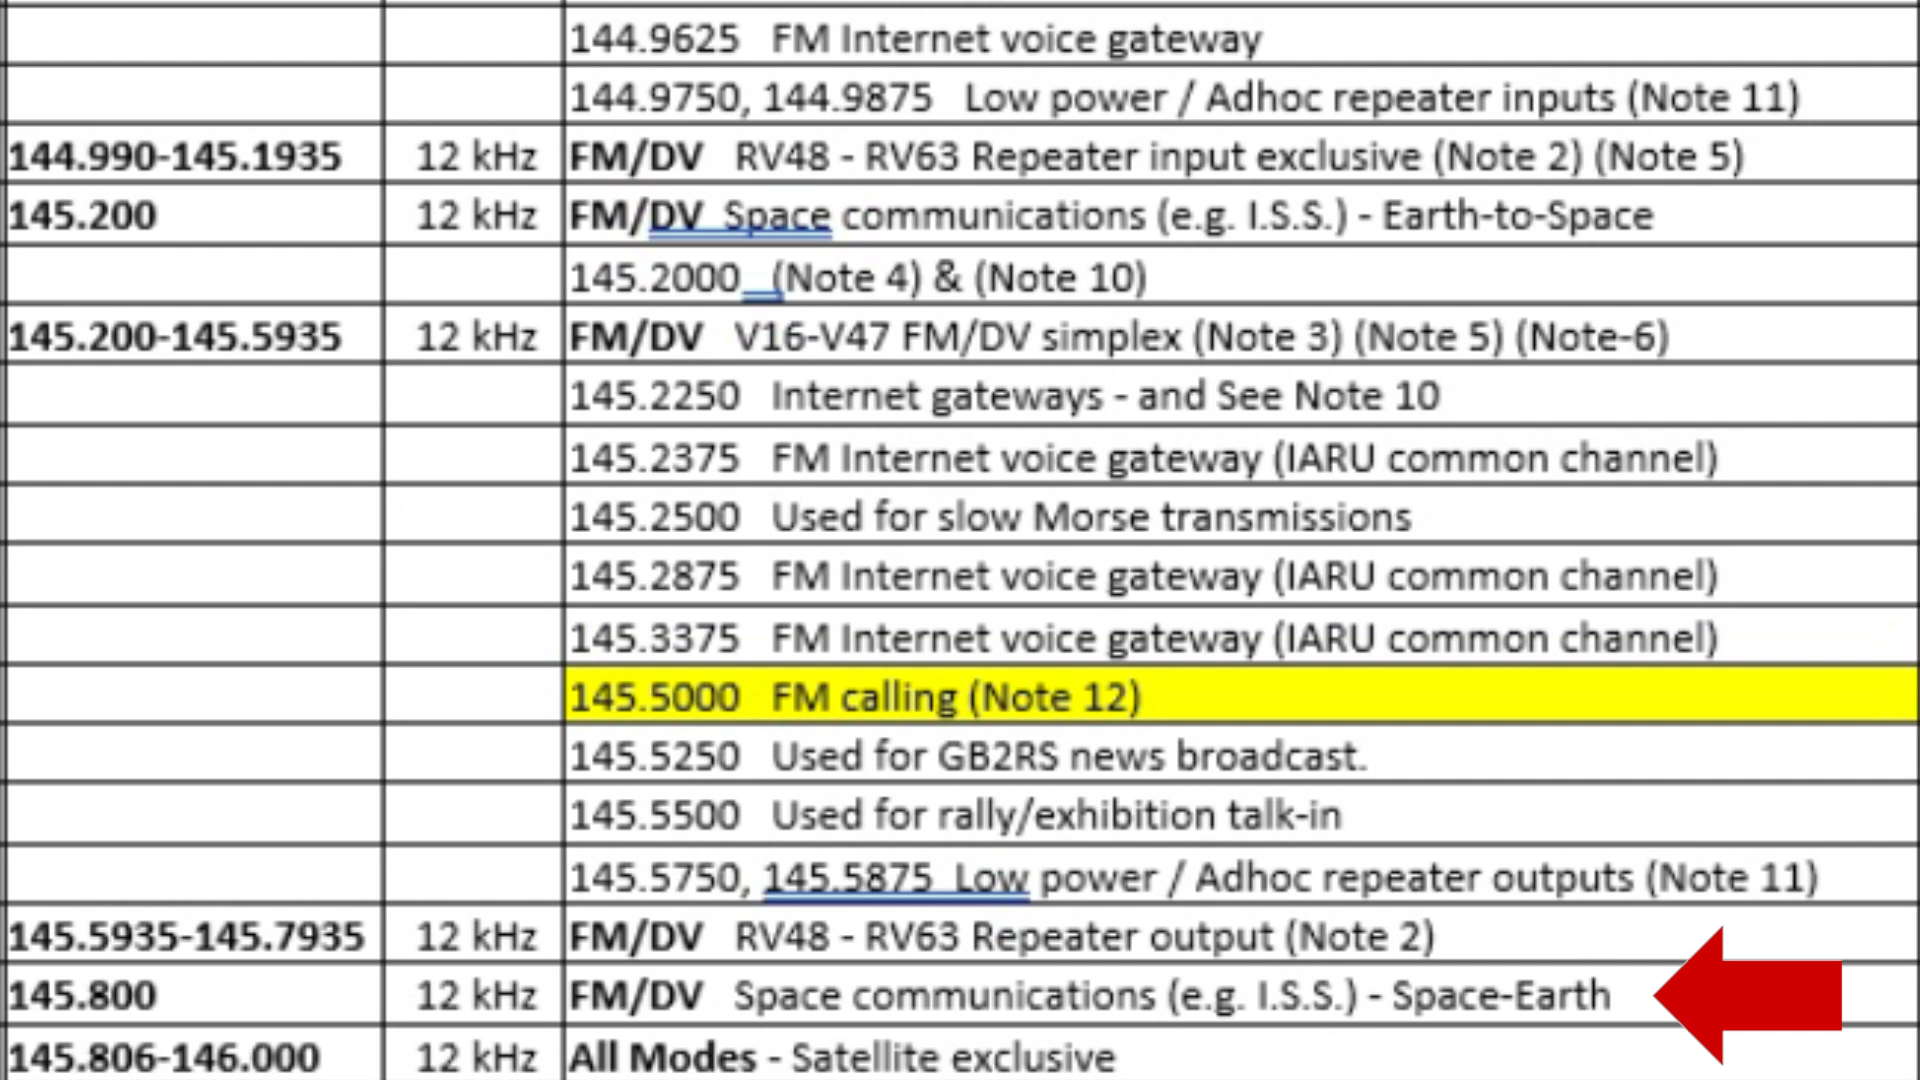 144.9625 FM Internet voice gateway
144.9750, 144.9875 Low power / Adhoc repeater inputs (Note 11)
144.990-145.1935 12 kHz FM/DV RV48 - RV63 Repeater input exclusive (Note 2) (Note 5)
145.200 12 kHz FM/DV Space communications (e.g. I.S.S.) - Earth-to-Space
145.2000 (Note 4) & (Note 10)
145.200-145.5935 12 kHz FM/DV V16-V47 FM/DV simplex (Note 3) (Note 5) (Note-6)
145.2250 Internet gateways - and See Note 10
145.2375 FM Internet voice gateway (IARU common channel)
145.2500 Used for slow Morse transmissions
145.2875 FM Internet voice gateway (IARU common channel)
145.3375 FM Internet voice gateway (IARU common channel)
145.5000 FM calling (Note 12)
145.5250 Used for GB2RS news broadcast.
145.5500 Used for rally/exhibition talk-in
145.5750, 145.5875 Low power / Adhoc repeater outputs (Note 11)
145.5935-145.7935 12 kHz FM/DV RV48 - RV63 Repeater output (Note 2)
145.800 12 kHz FM/DV Space communications (e.g. I.S.S.) - Space-Earth
145.806-146.000 12 kHz All Modes - Satellite exclusive